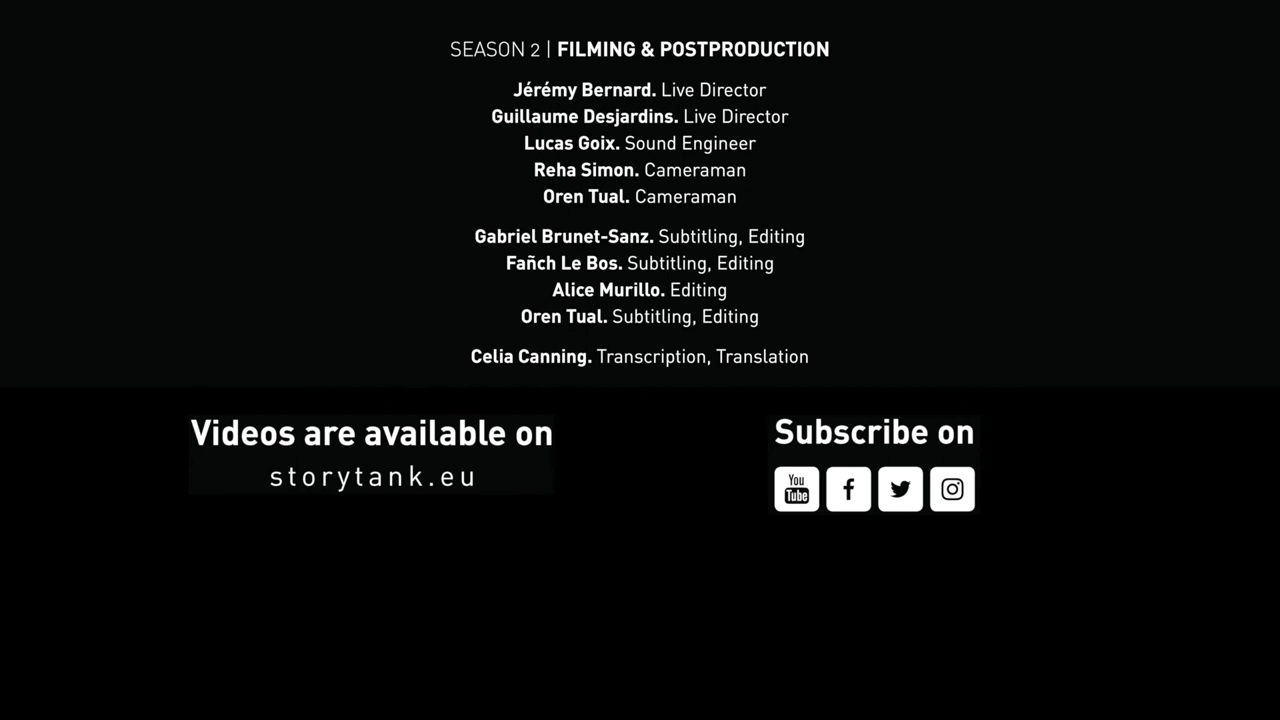 SEASON 2 | FILMING & POSTPRODUCTION
Jérémy Bernard. Live Director
Guillaume Desjardins. Live Director
Lucas Goix. Sound Engineer
Reha Simon. Cameraman
Oren Tual. Cameraman
Gabriel Brunet-Sanz. Subtitling, Editing
Fañch Le Bos. Subtitling, Editing
Alice Murillo. Editing
Oren Tual. Subtitling, Editing
Celia Canning. Transcription, Translation
Videos are available on
storytank.eu
Subscribe on
You
Tube